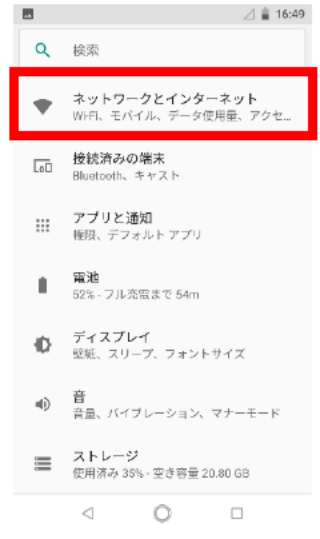 16:49
検索
ネットワークとインターネット
Wi-Fi、モバイル、データ使用量、アクセ...
接続済みの端末
Bluetooth、キャスト
アプリと通知
権限、デフォルト アプリ
電池
52% - フル充電まで 54m
ディスプレイ
壁紙、スリープ、フォントサイズ
音
音量、バイブレーション、マナーモード
ストレージ
使用済み 35% - 空き容量 20.80 GB